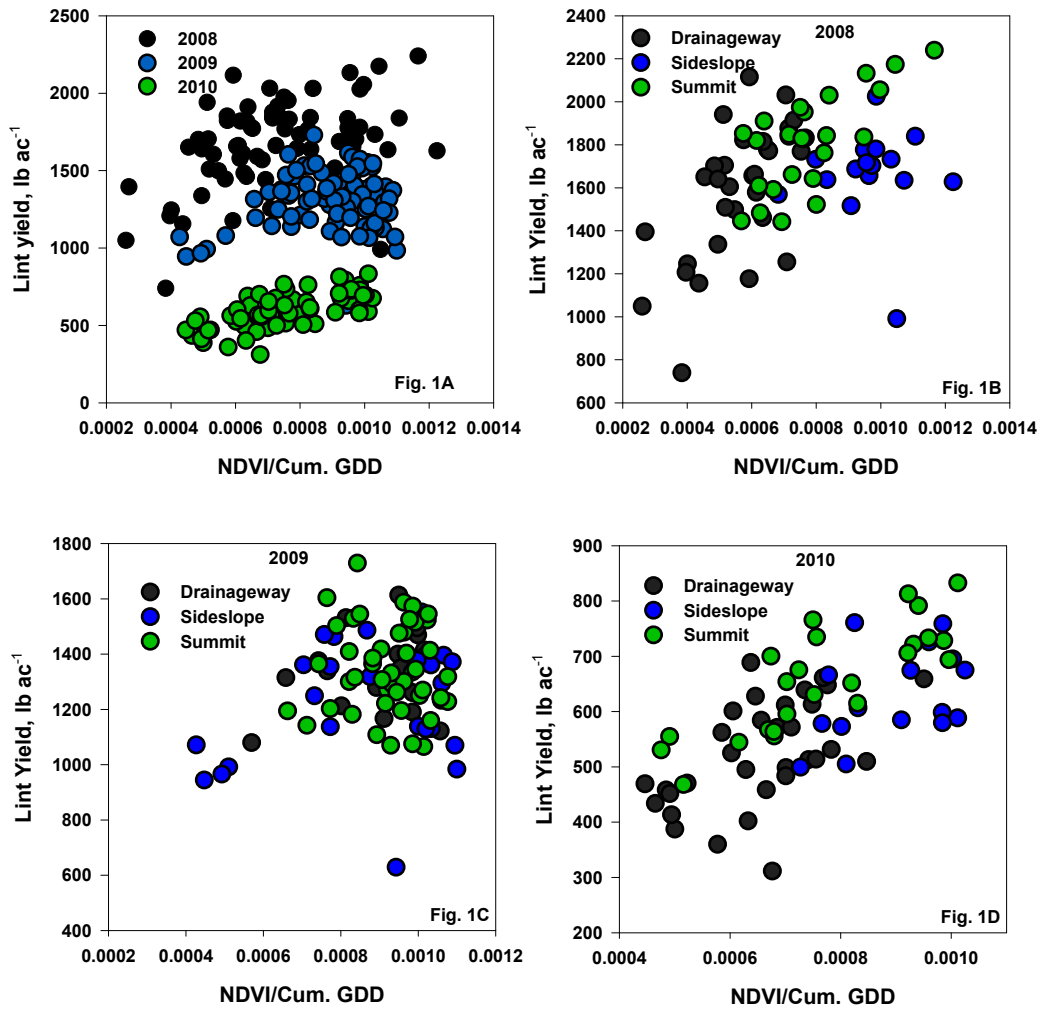 2500
2000
1500
1000
500
0
Lint yield, lb ac-1
2008
2009
2010
Fig. 1A
0.0002 0.0004 0.0006 0.0008 0.0010 0.0012 0.0014
NDVI/Cum. GDD
1800
2000
2200
2400
1600
1400
1200
1000
800
600
Lint Yield, lb ac-1
2008
Drainageway
Sideslope
Summit
Fig. 1B
0.0002 0.0004 0.0006 0.0008 0.0010 0.0012 0.0014
NDVI/Cum. GDD
1800
1600
1400
1200
1000
800
600
400
Lint Yield, lb ac-1
2009
Drainageway
Sideslope
Summit
Fig. 1C
0.0002 0.0004 0.0006 0.0008 0.0010 0.0012
NDVI/Cum. GDD
900
800
700
600
500
400
300
200
Lint Yield, lb ac-1
2010
Drainageway
Sideslope
Summit
Fig. 1D
0.0004 0.0006 0.0008 0.0010
NDVI/Cum. GDD